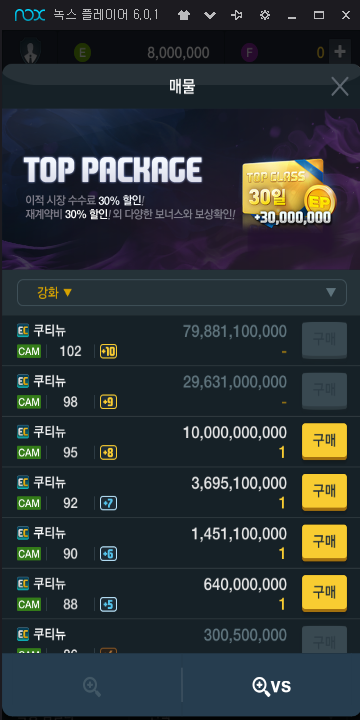 nox 녹스 플레이어 6.0.1
E 8,000,000 F 0 +
매물
TOP PACKAGE
이적 시장 수수료 30% 할인!
재계약비 30% 할인! 외 다양한 보너스와 보상확인!
TOP CLASS
30일
EP
+30,000,000
강화
EC 쿠티뉴 79,881,100,000 구매
CAM 102 +10 -
EC 쿠티뉴 29,631,000,000 구매
CAM 98 +9 -
EC 쿠티뉴 10,000,000,000 구매
CAM 95 +8 1
EC 쿠티뉴 3,695,100,000 구매
CAM 92 +7 1
EC 쿠티뉴 1,451,100,000 구매
CAM 90 +6 1
EC 쿠티뉴 640,000,000 구매
CAM 88 +5 1
EC 쿠티뉴 300,500,000 구매
VS